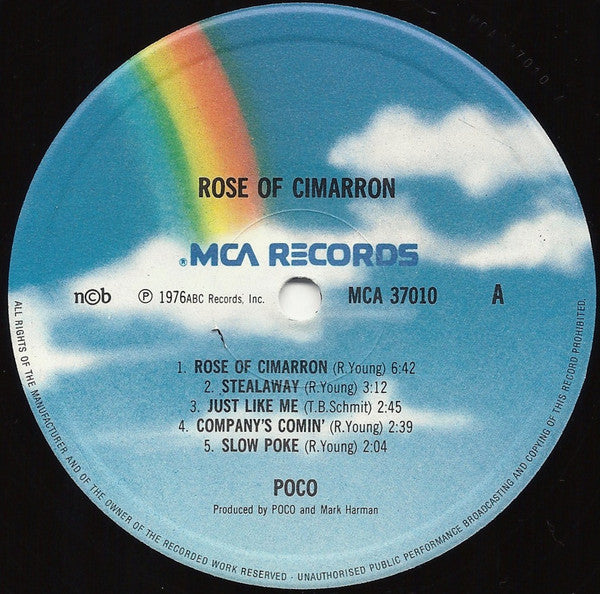 ROSE OF CIMARRON
®MCA RECORDS
n©b ℗ 1976ABC Records, Inc. MCA 37010 A
1. ROSE OF CIMARRON (R.Young) 6:42
2. STEALAWAY (R.Young) 3:12
3. JUST LIKE ME (T.B.Schmit) 2:45
4. COMPANY'S COMIN' (R.Young) 2:39
5. SLOW POKE (R.Young) 2:04
POCO
Produced by POCO and Mark Harman
ALL RIGHTS OF THE MANUFACTURER AND OF THE OWNER OF THE RECORDED WORK RESERVED - UNAUTHORISED PUBLIC PERFORMANCE BROADCASTING AND COPYING OF THIS RECORD PROHIBITED.